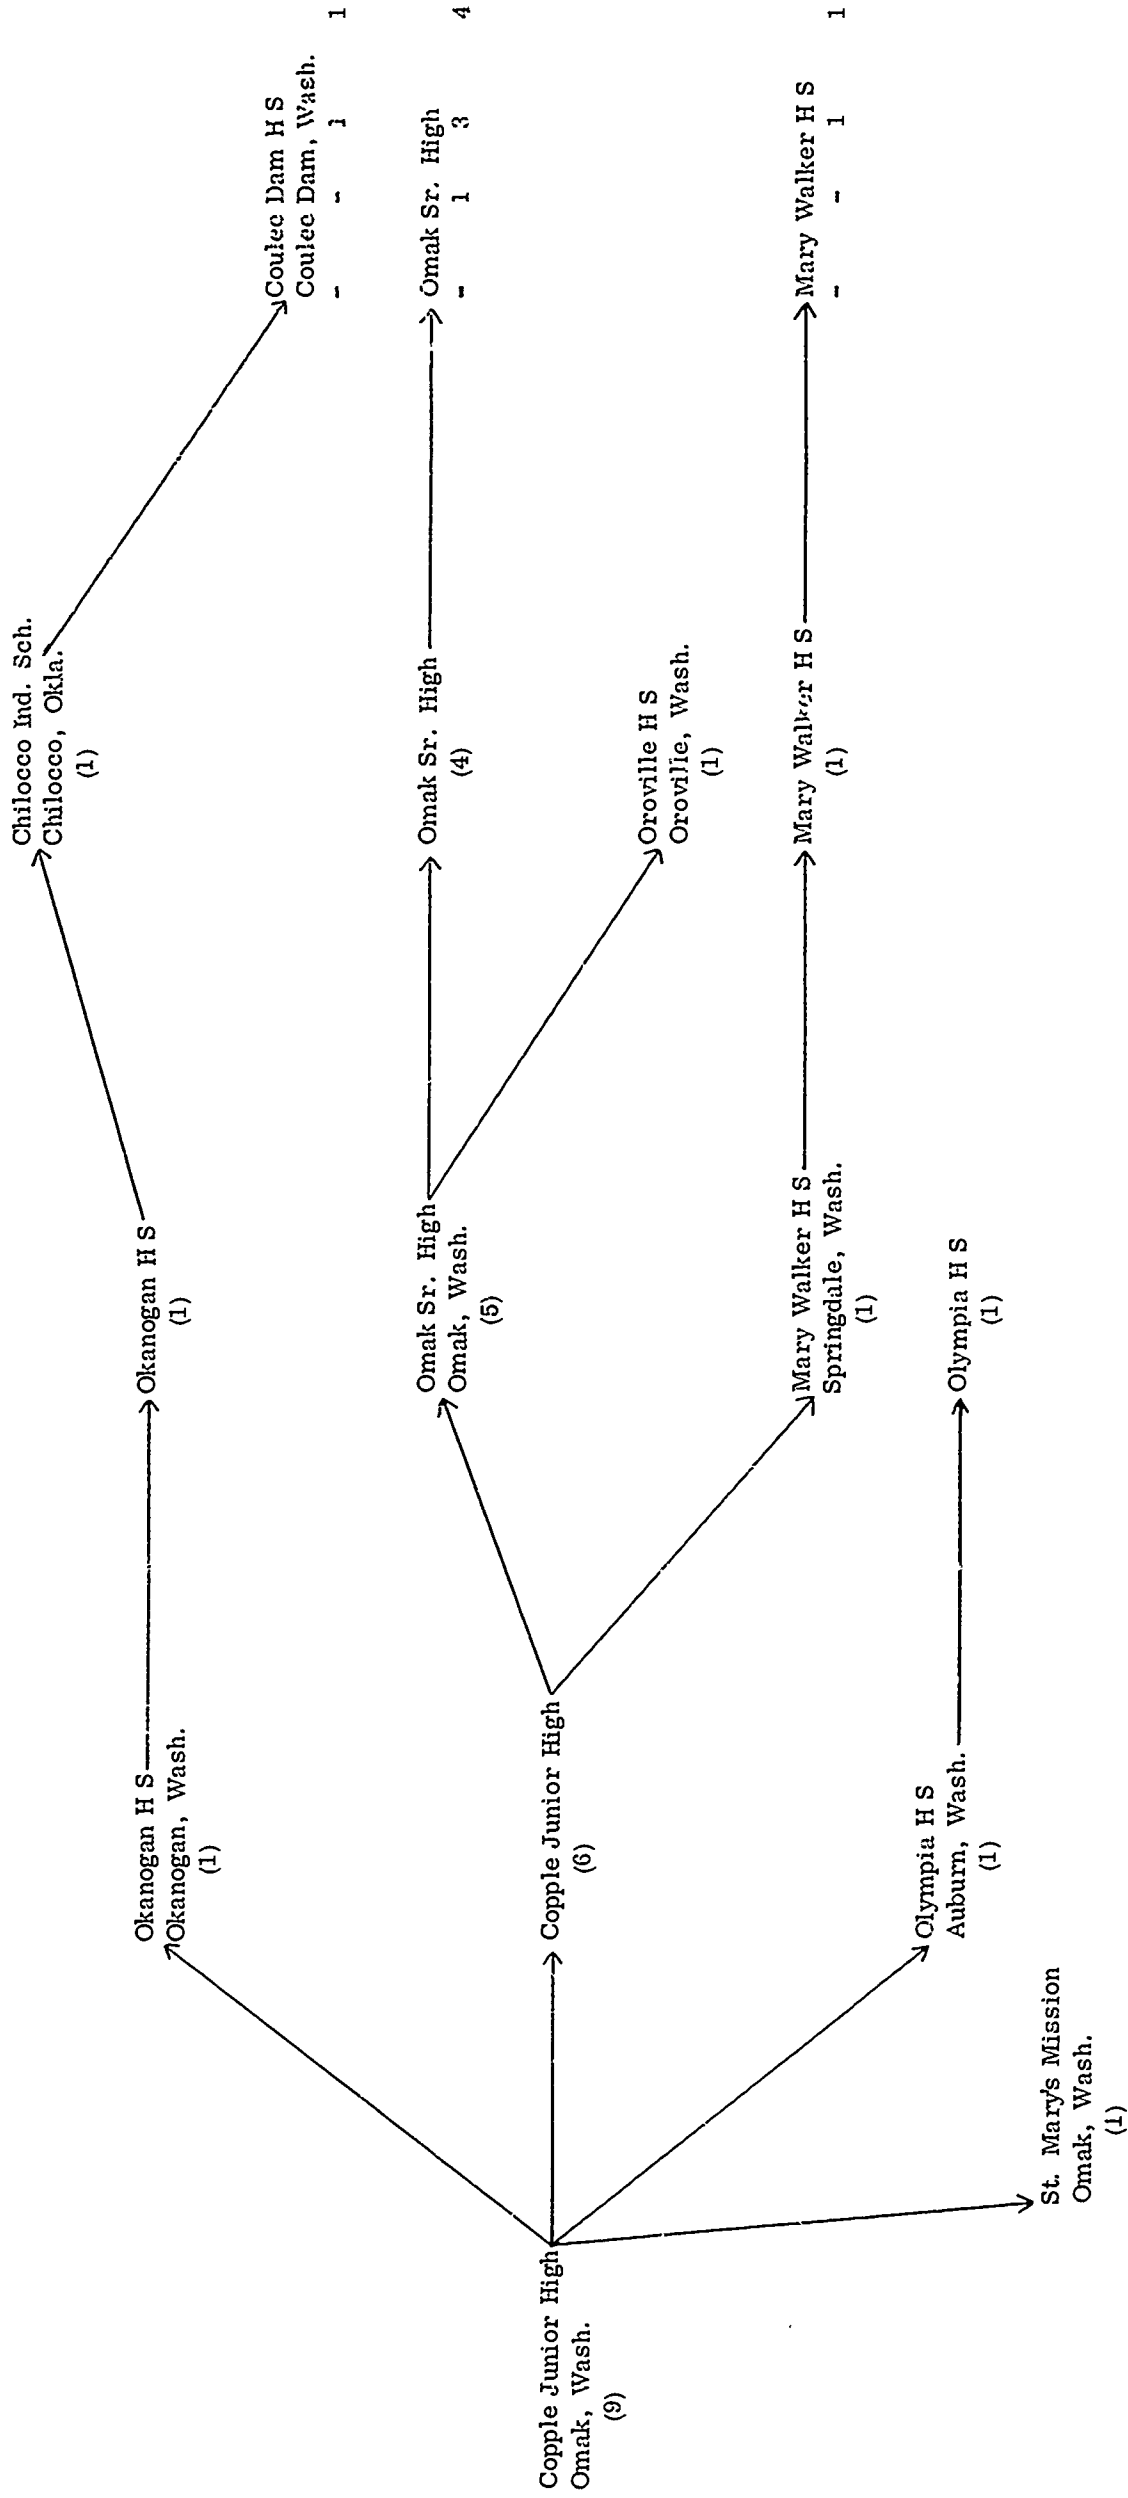 Chilocco Ind. Sch.
Chilocco, Okla.
(1)
Coulee Dam H S
Coulee Dam, Wash.
- - 1 1
Okanogan H S
Okanogan, Wash.
(1)
Okanogan H S
(1)
Omak Sr. High
Omak, Wash.
(5)
Omak Sr. High
(4)
Omak Sr. High
- 1 3 4
Copple Junior High
Omak, Wash.
(9)
Copple Junior High
(6)
Oroville H S
Oroville, Wash.
(1)
Mary Walker H S
Springdale, Wash.
(1)
Mary Walker H S
(1)
Mary Walker H S
- - 1 1
Olympia H S
Auburn, Wash.
(1)
Olympia H S
(1)
St. Mary's Mission
Omak, Wash.
(1)